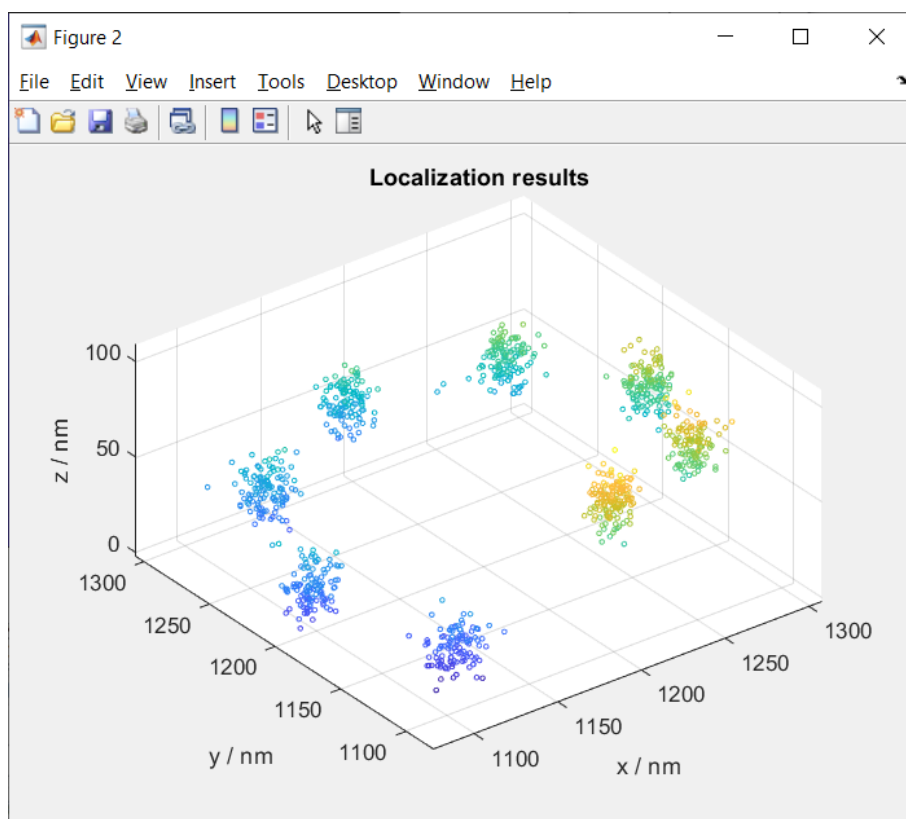 Figure 2
File Edit View Insert Tools Desktop Window Help
Localization results
100
50
0
z / nm
1300
1250
1200
1150
1100
y / nm
1300
1250
1200
1150
1100
x / nm